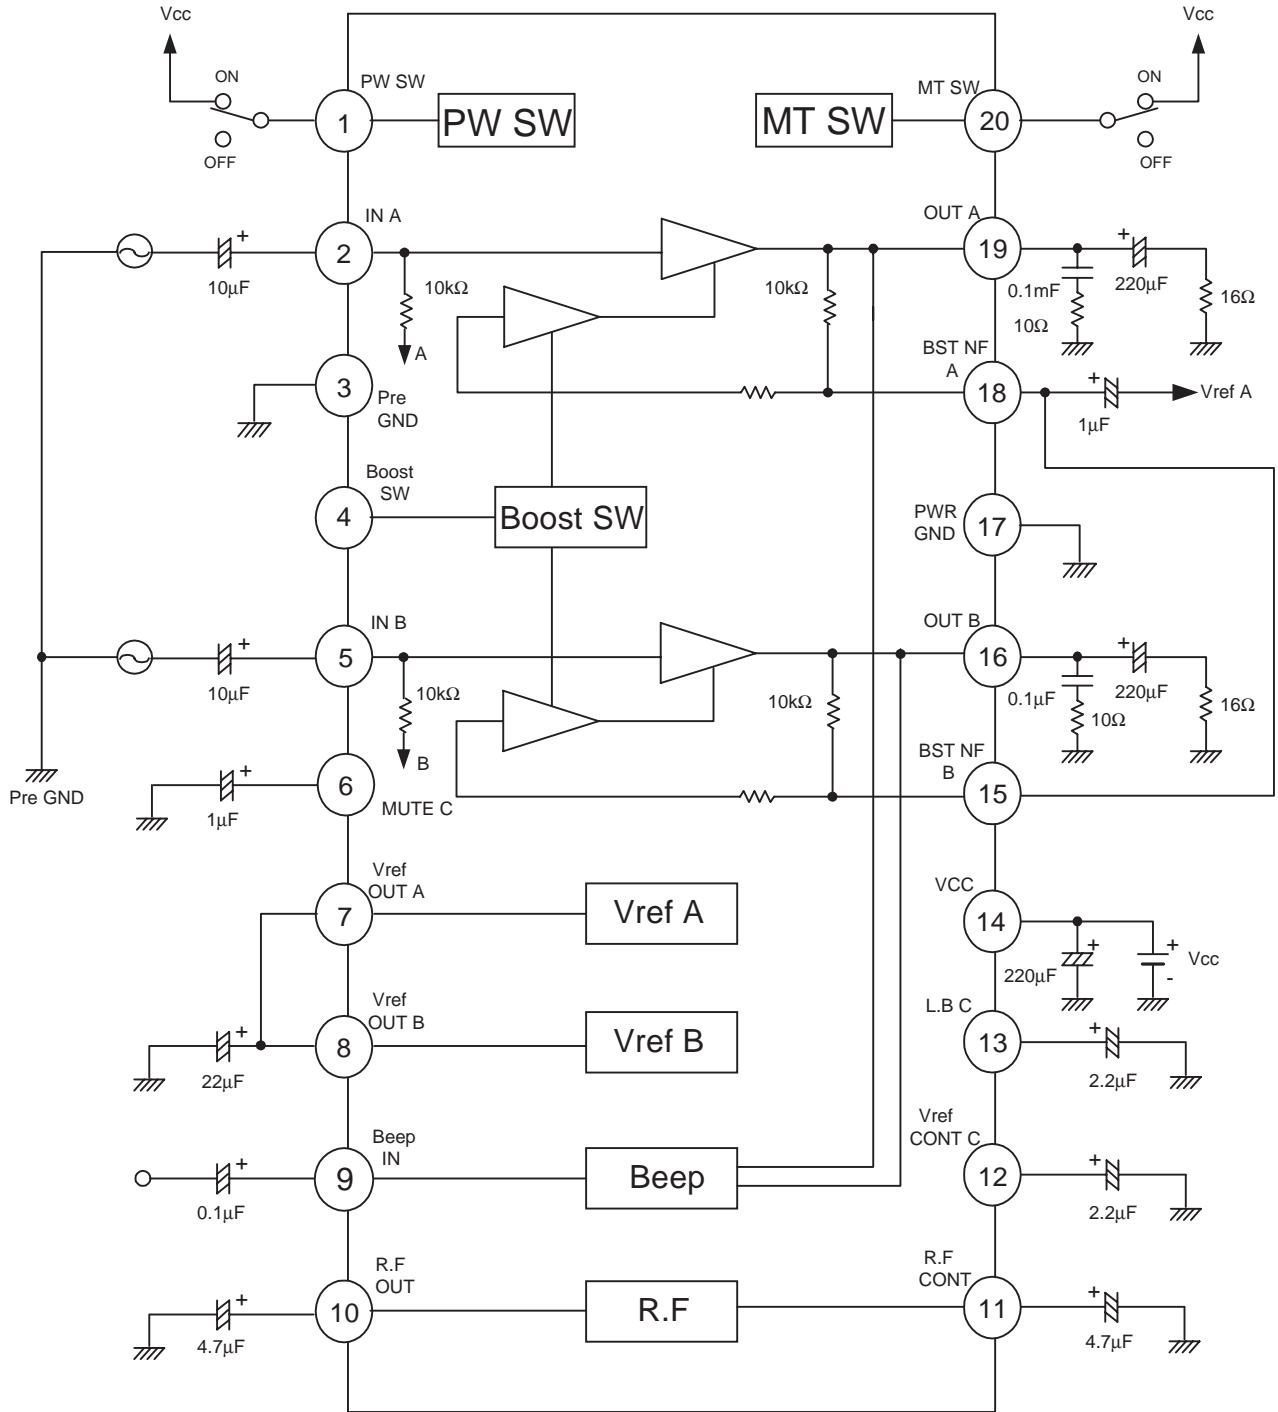 Vcc
Vcc
ON
PW SW
MT SW
ON
1
PW SW
MT SW
20
OFF
OFF
IN A
OUT A
2
19
10μF
10kΩ
10kΩ
0.1mF
220μF
16Ω
10Ω
A
BST NF
A
3
Pre
GND
18
1μF
Vref A
Boost
SW
4
Boost SW
PWR
GND
17
IN B
OUT B
5
16
10μF
10kΩ
10kΩ
0.1μF
220μF
16Ω
10Ω
B
BST NF
B
6
15
Pre GND
1μF
MUTE C
Vref
OUT A
VCC
7
Vref A
14
220μF
Vcc
Vref
OUT B
L.B C
8
Vref B
13
22μF
2.2μF
Beep
IN
Vref
CONT C
9
Beep
12
0.1μF
2.2μF
R.F
OUT
R.F
CONT
10
R.F
11
4.7μF
4.7μF